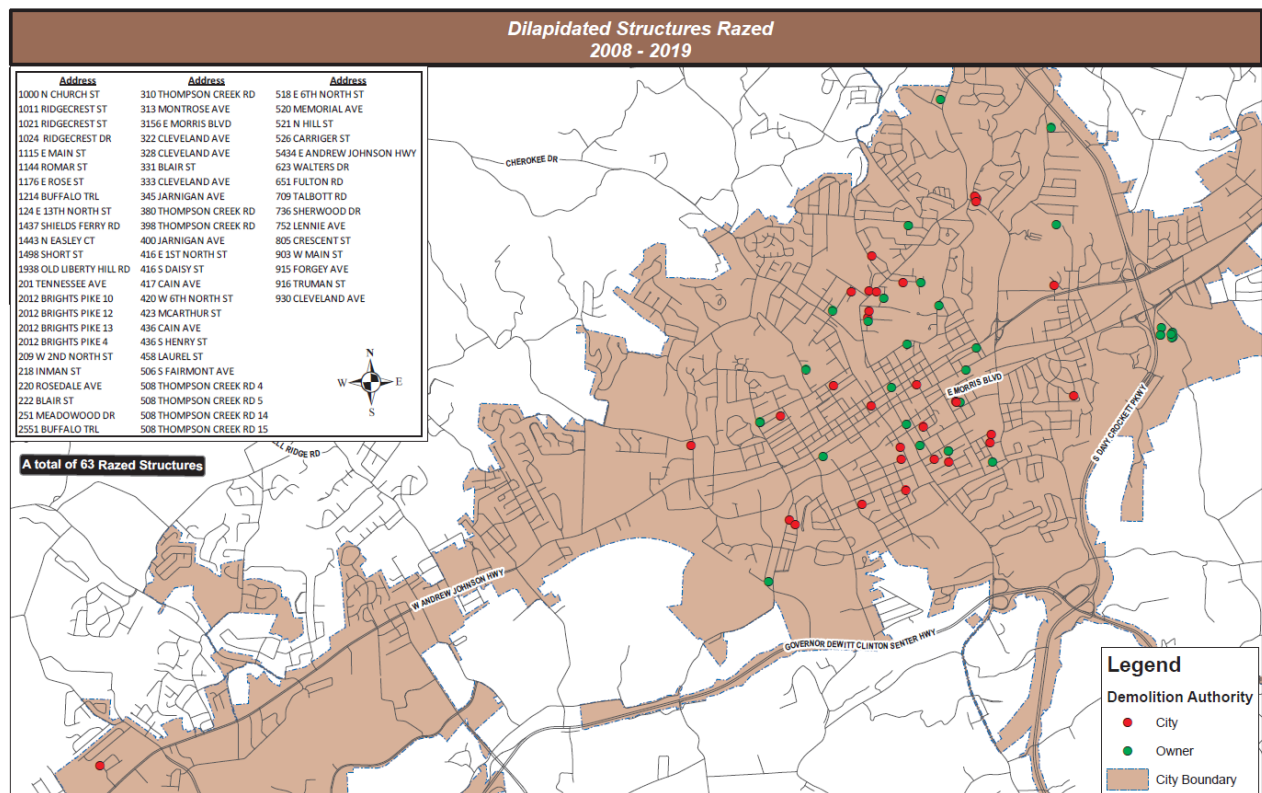 Dilapidated Structures Razed
2008 - 2019
Address Address Address
1000 N CHURCH ST 310 THOMPSON CREEK RD 518 E 6TH NORTH ST
1011 RIDGECREST ST 313 MONTROSE AVE 520 MEMORIAL AVE
1021 RIDGECREST ST 3156 E MORRIS BLVD 521 N HILL ST
1024 RIDGECREST DR 322 CLEVELAND AVE 526 CARRIGER ST
1115 E MAIN ST 328 CLEVELAND AVE 5434 E ANDREW JOHNSON HWY
1144 ROMAR ST 331 BLAIR ST 623 WALTERS DR
1176 E ROSE ST 333 CLEVELAND AVE 651 FULTON RD
1214 BUFFALO TRL 345 JARNIGAN AVE 709 TALBOTT RD
124 E 13TH NORTH ST 380 THOMPSON CREEK RD 736 SHERWOOD DR
1437 SHIELDS FERRY RD 398 THOMPSON CREEK RD 752 LENNIE AVE
1443 N EASLEY CT 400 JARNIGAN AVE 805 CRESCENT ST
1498 SHORT ST 416 E 1ST NORTH ST 903 W MAIN ST
1938 OLD LIBERTY HILL RD 416 S DAISY ST 915 FORGEY AVE
201 TENNESSEE AVE 417 CAIN AVE 916 TRUMAN ST
2012 BRIGHTS PIKE 10 420 W 6TH NORTH ST 930 CLEVELAND AVE
2012 BRIGHTS PIKE 12 423 MCARTHUR ST
2012 BRIGHTS PIKE 13 436 CAIN AVE
2012 BRIGHTS PIKE 4 436 S HENRY ST
209 W 2ND NORTH ST 458 LAUREL ST
218 INMAN ST 506 S FAIRMONT AVE
220 ROSEDALE AVE 508 THOMPSON CREEK RD 4
222 BLAIR ST 508 THOMPSON CREEK RD 5
251 MEADOWOOD DR 508 THOMPSON CREEK RD 14
2551 BUFFALO TRL 508 THOMPSON CREEK RD 15
N
W E
S
A total of 63 Razed Structures
CHEROKEE DR
E MORRIS BLVD
S DAVY CROCKETT PKWY
RIDGE RD
W ANDREW JOHNSON HWY
GOVERNOR DEWITT CLINTON SENTER HWY
Legend
Demolition Authority
City
Owner
City Boundary